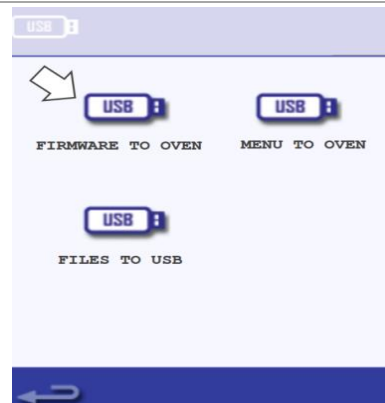 USB
USB USB
FIRMWARE TO OVEN MENU TO OVEN
USB
FILES TO USB